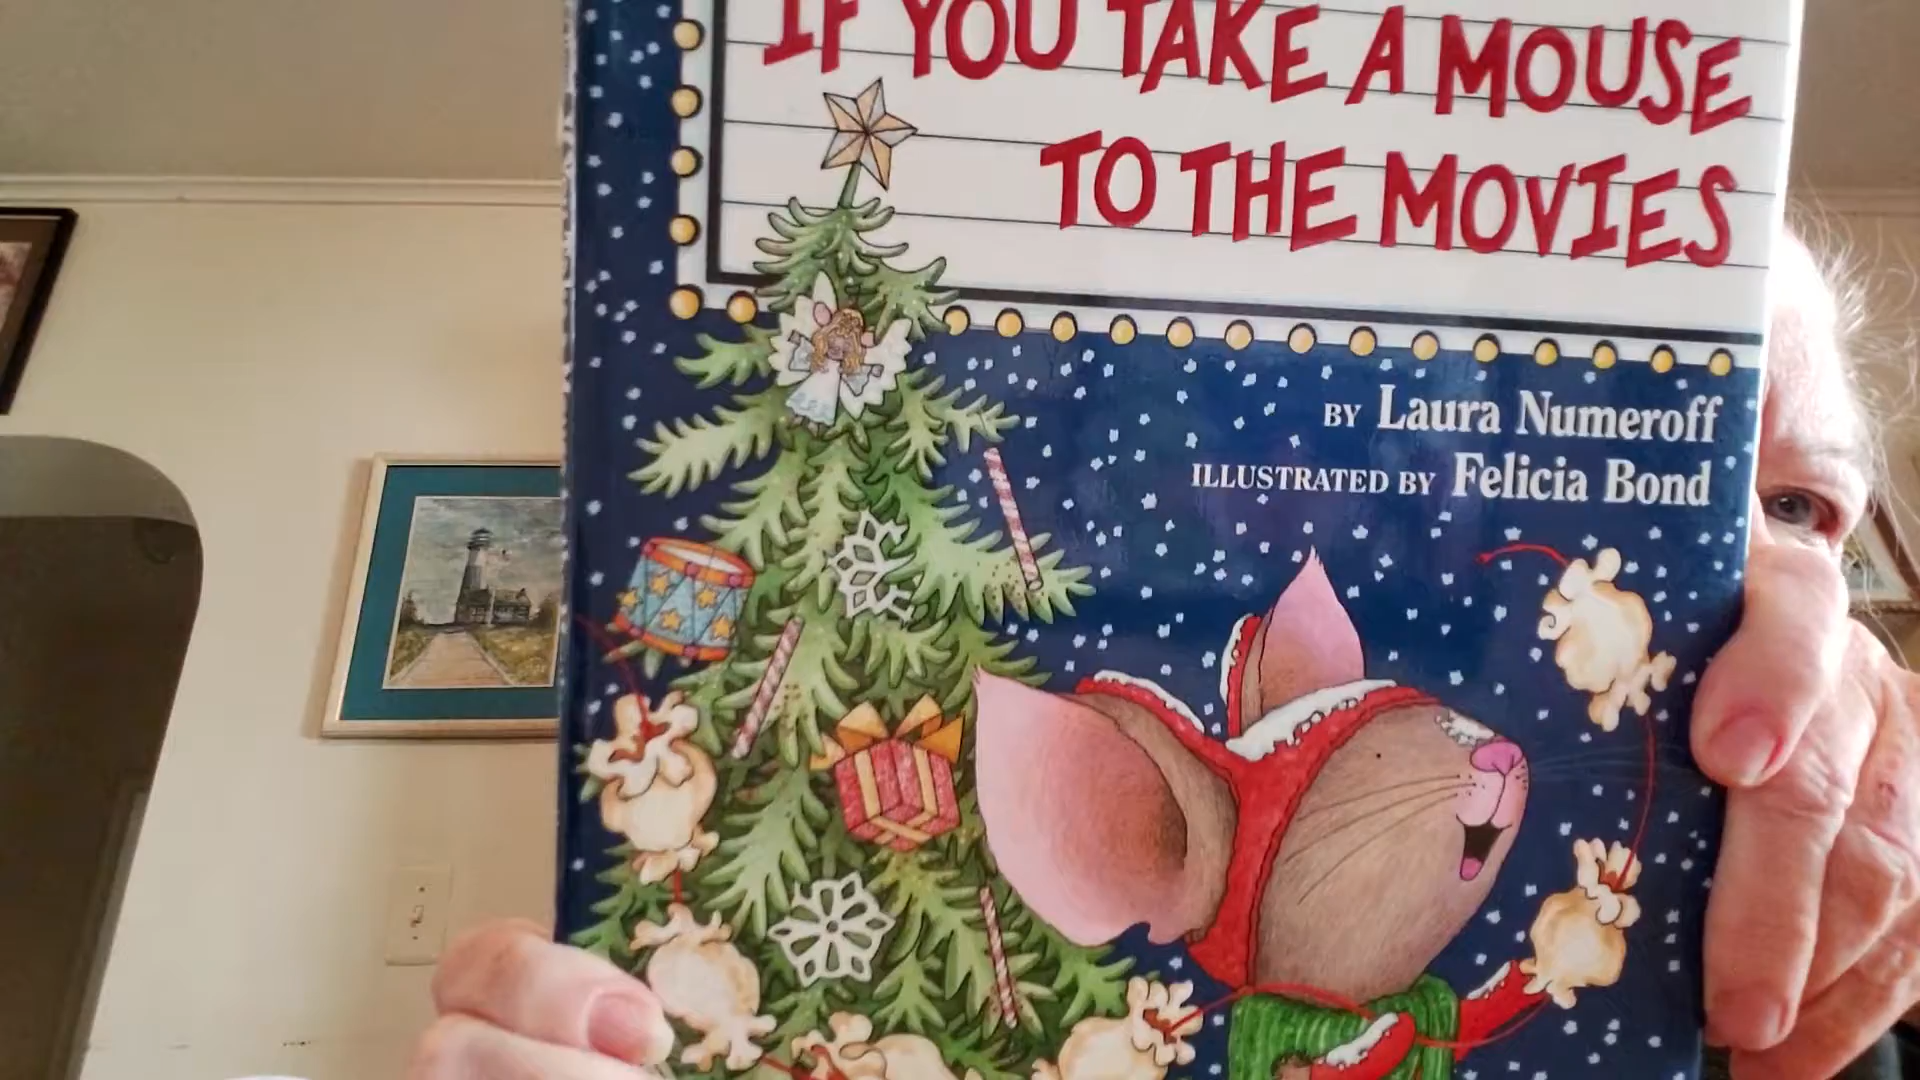 IF YOU TAKE A MOUSE
TO THE MOVIES
BY Laura Numeroff
ILLUSTRATED BY Felicia Bond